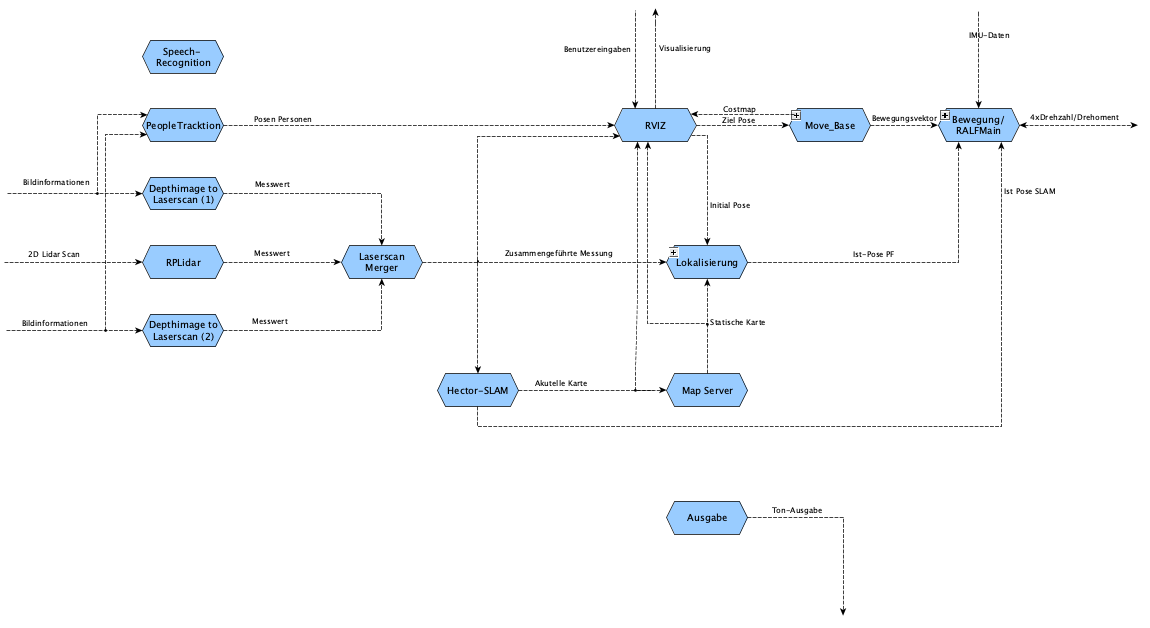 Benutzereingaben
Visualisierung
IMU-Daten
Speech-
Recognition
PeopleTracktion
Posen Personen
RVIZ
Costmap
Ziel Pose
Move_Base
Bewegungsvektor
Bewegung/
RALFMain
4xDrehzahl/Drehoment
Bildinformationen
Depthimage to
Laserscan (1)
Messwert
Initial Pose
Ist Pose SLAM
2D Lidar Scan
RPLidar
Messwert
Laserscan
Merger
Zusammengeführte Messung
Lokalisierung
Ist-Pose PF
Bildinformationen
Depthimage to
Laserscan (2)
Messwert
Statische Karte
Hector-SLAM
Akutelle Karte
Map Server
Ausgabe
Ton-Ausgabe